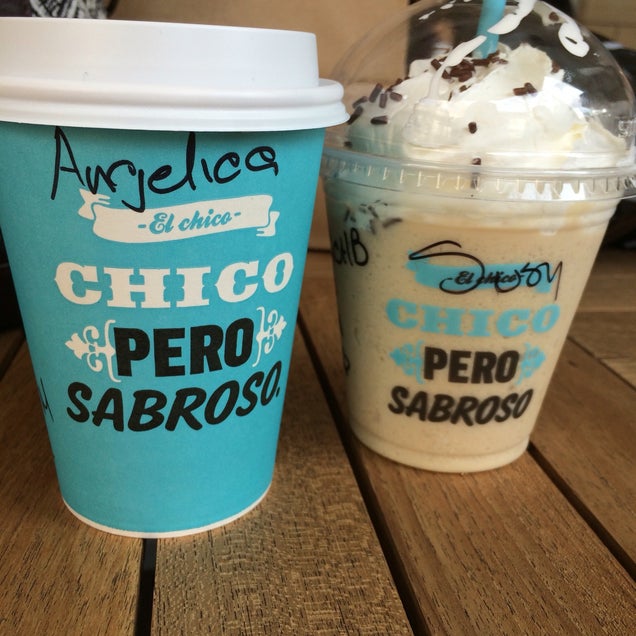 Angelica
-El chico-
CHICO
PERO
SABROSO.
El chico
CHICO
PERO
SABROSO